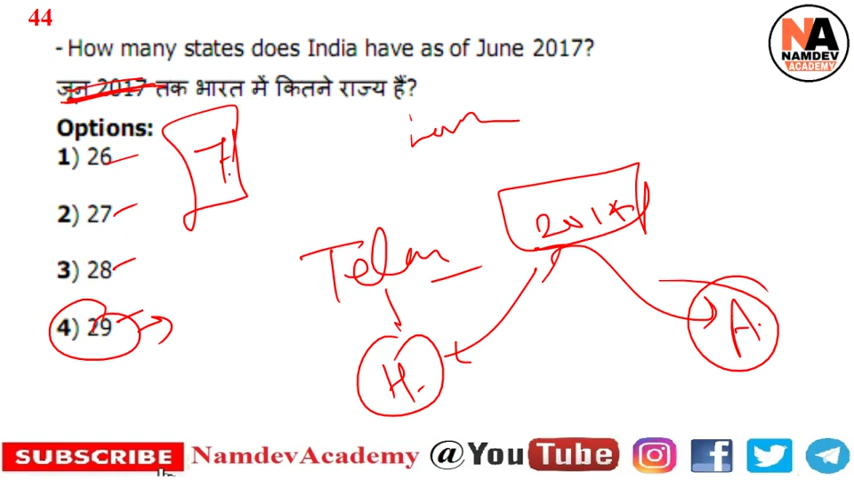 44
- How many states does India have as of June 2017?
जून 2017 तक भारत में कितने राज्य हैं?
Options:
1) 26
2) 27
3) 28
4) 29
7
Telan
H.
A.
NA
NAMDEV
ACADEMY
SUBSCRIBE NamdevAcademy @YouTube